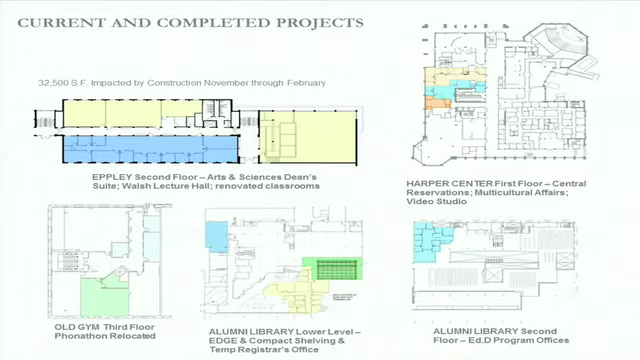 CURRENT AND COMPLETED PROJECTS
32,500 S.F. Impacted by Construction November through February
EPPLEY Second Floor – Arts & Sciences Dean's
Suite; Walsh Lecture Hall; renovated classrooms
HARPER CENTER First Floor – Central
Reservations; Multicultural Affairs;
Video Studio
OLD GYM Third Floor
Phonathon Relocated
ALUMNI LIBRARY Lower Level –
EDGE & Compact Shelving &
Temp Registrar's Office
ALUMNI LIBRARY Second
Floor – Ed.D Program Offices